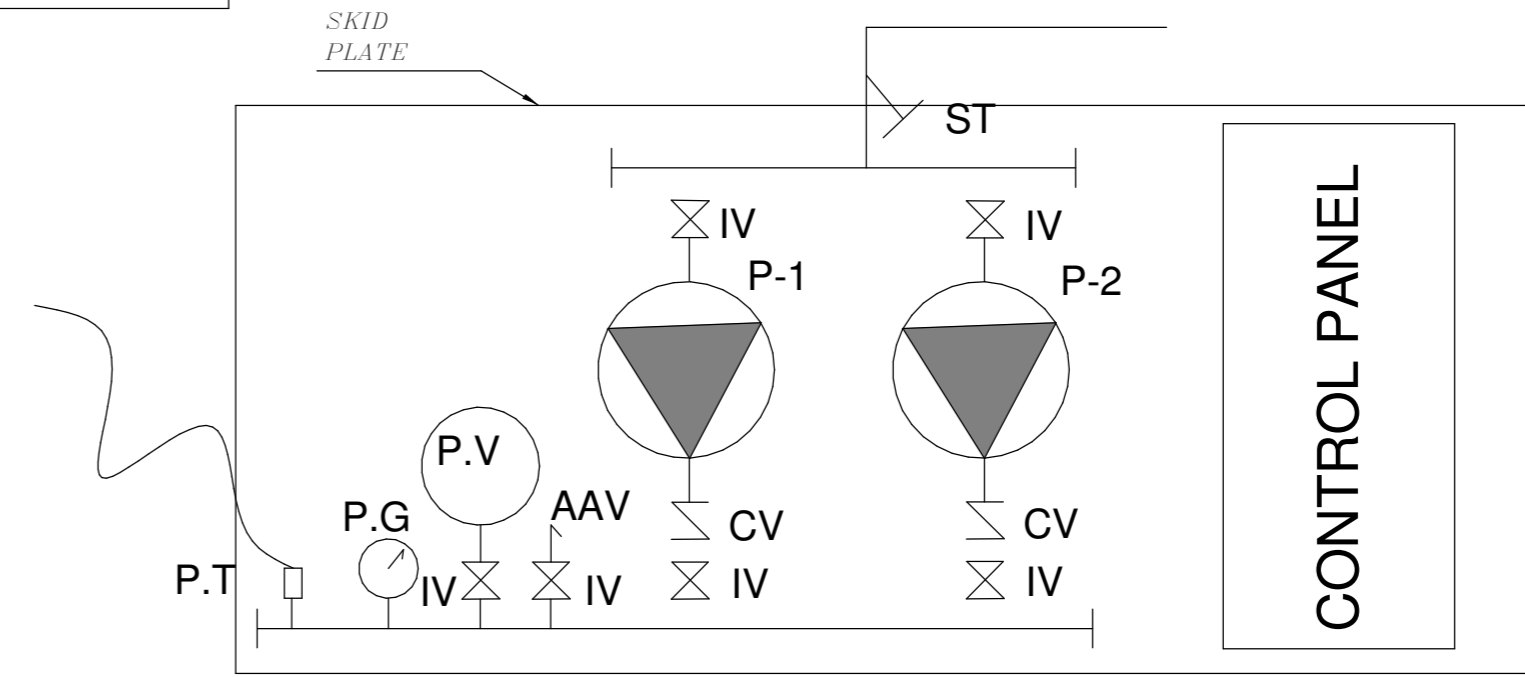 SKID
PLATE
ST
IV
IV
P-1
P-2
P.V
P.G
AAV
CV
CV
P.T
IV
IV
IV
IV
CONTROL PANEL